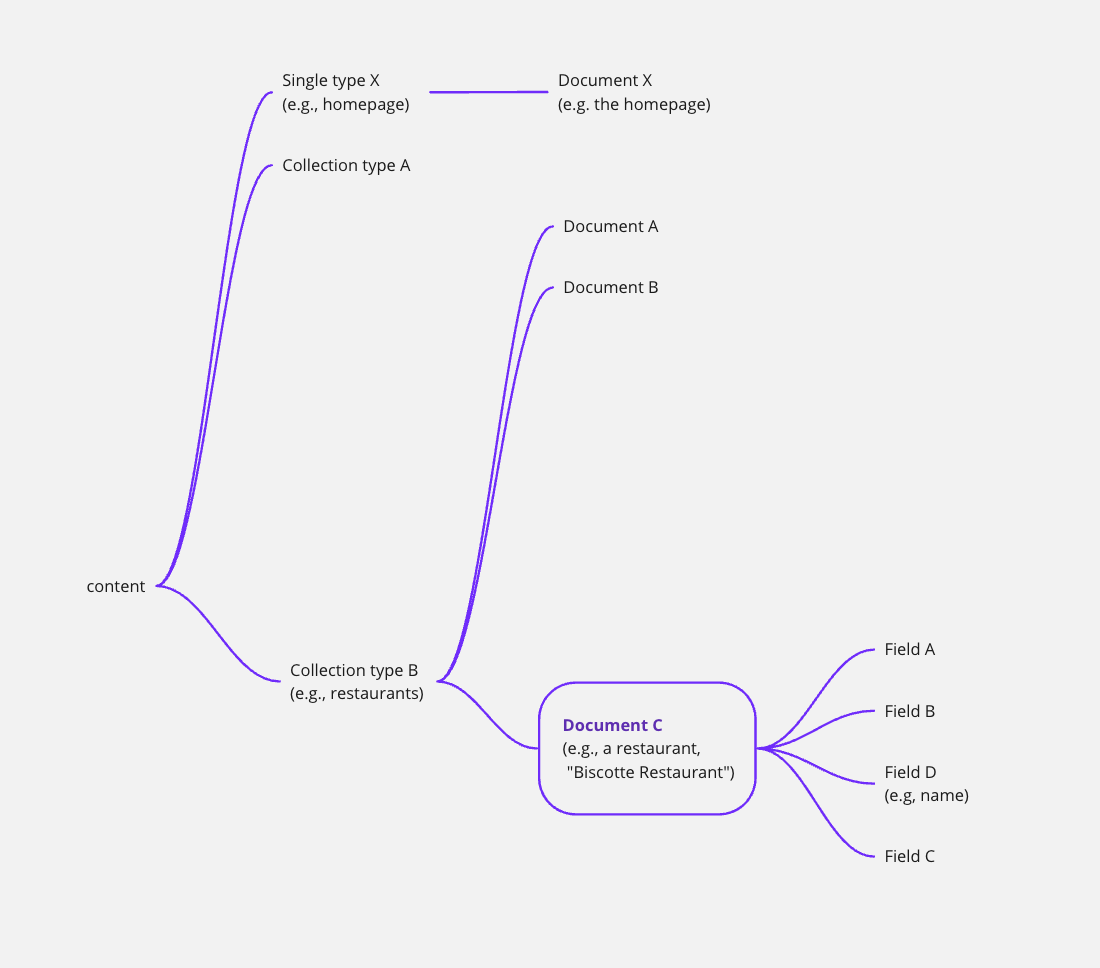 Single type X
(e.g., homepage)
Document X
(e.g. the homepage)
Collection type A
Document A
Document B
content
Collection type B
(e.g., restaurants)
Document C
(e.g., a restaurant,
"Biscotte Restaurant")
Field A
Field B
Field D
(e.g, name)
Field C